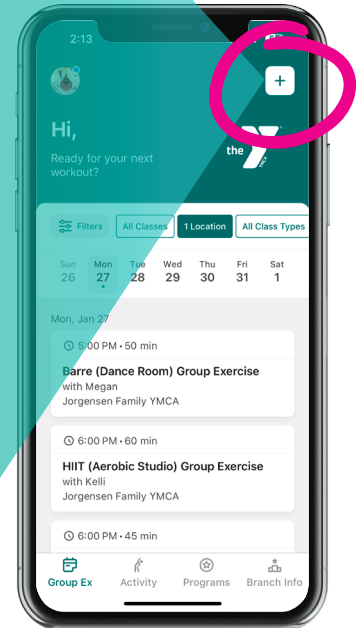 2:13
+
Hi,
the
YMCA
Ready for your next
workout?
Filters
All Classes
1 Location
All Class Types
Sun Mon Tue Wed Thu Fri Sat
26 27 28 29 30 31 1
Mon, Jan 27
5:00 PM • 50 min
Barre (Dance Room) Group Exercise
with Megan
Jorgensen Family YMCA
6:00 PM • 60 min
HIIT (Aerobic Studio) Group Exercise
with Kelli
Jorgensen Family YMCA
6:00 PM • 45 min
Group Ex
Activity
Programs
Branch Info